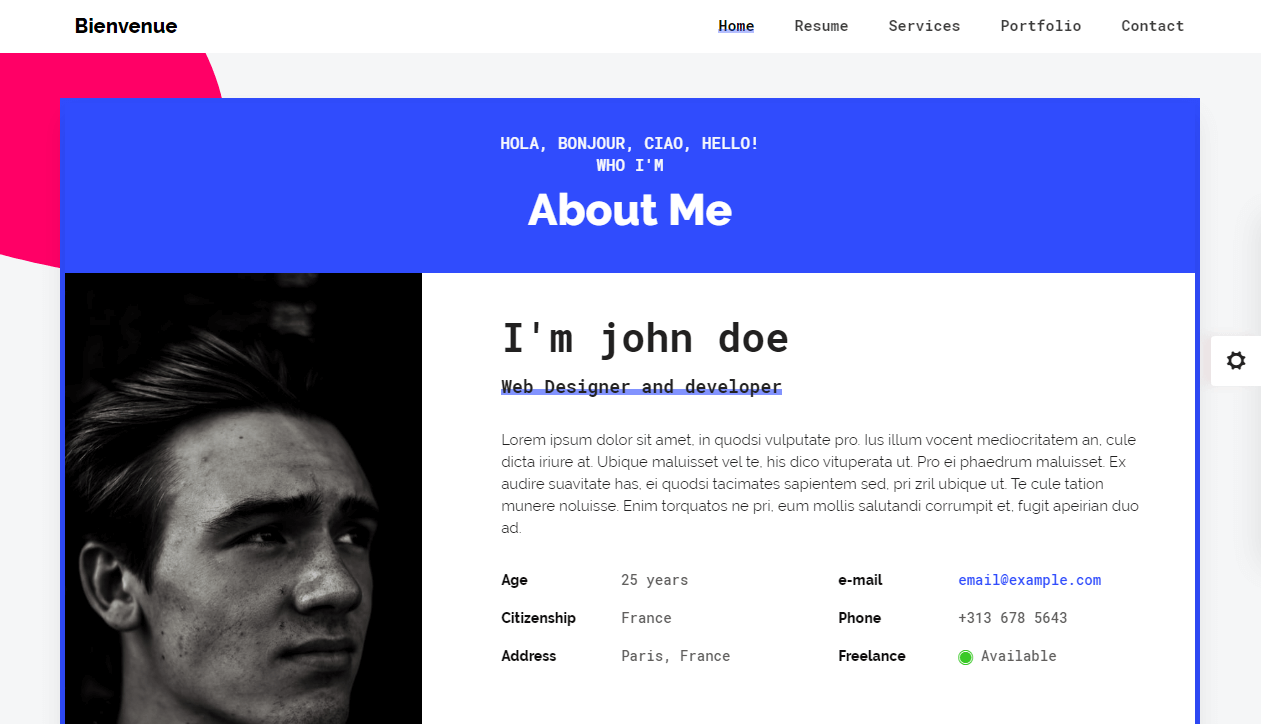 Bienvenue
Home Resume Services Portfolio Contact
HOLA, BONJOUR, CIAO, HELLO!
WHO I'M
About Me
I'm john doe
Web Designer and developer
Lorem ipsum dolor sit amet, in quodsi vulputate pro. Ius illum vocent mediocritatem an, cule
dicta iriure at. Ubique maluisset vel te, his dico vituperata ut. Pro ei phaedrum maluisset. Ex
audire suavitate has, ei quodsi tacimates sapientem sed, pri zril ubique ut. Te cule tation
munere noluisse. Enim torquatos ne pri, eum mollis salutandi corrumpit et, fugit apeirian duo
ad.
Age 25 years e-mail email@example.com
Citizenship France Phone +313 678 5643
Address Paris, France Freelance Available